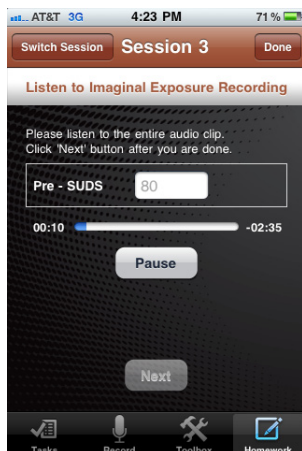 AT&T 3G 4:23 PM 71 %
Switch Session Session 3 Done
Listen to Imaginal Exposure Recording
Please listen to the entire audio clip.
Click 'Next' button after you are done.
Pre - SUDS 80
00:10 -02:35
Pause
Next
Tasks Record Toolbox Homework